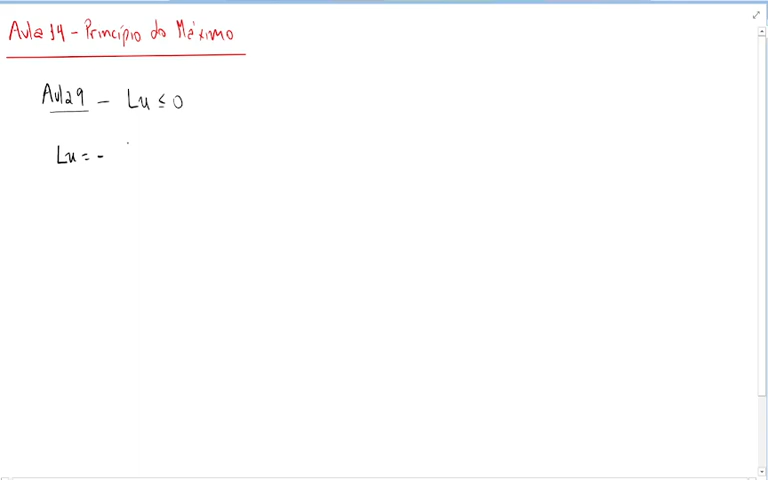 Aula 14 - Princípio do Máximo
Aula 9 - Lu ≤ 0
Lu = -